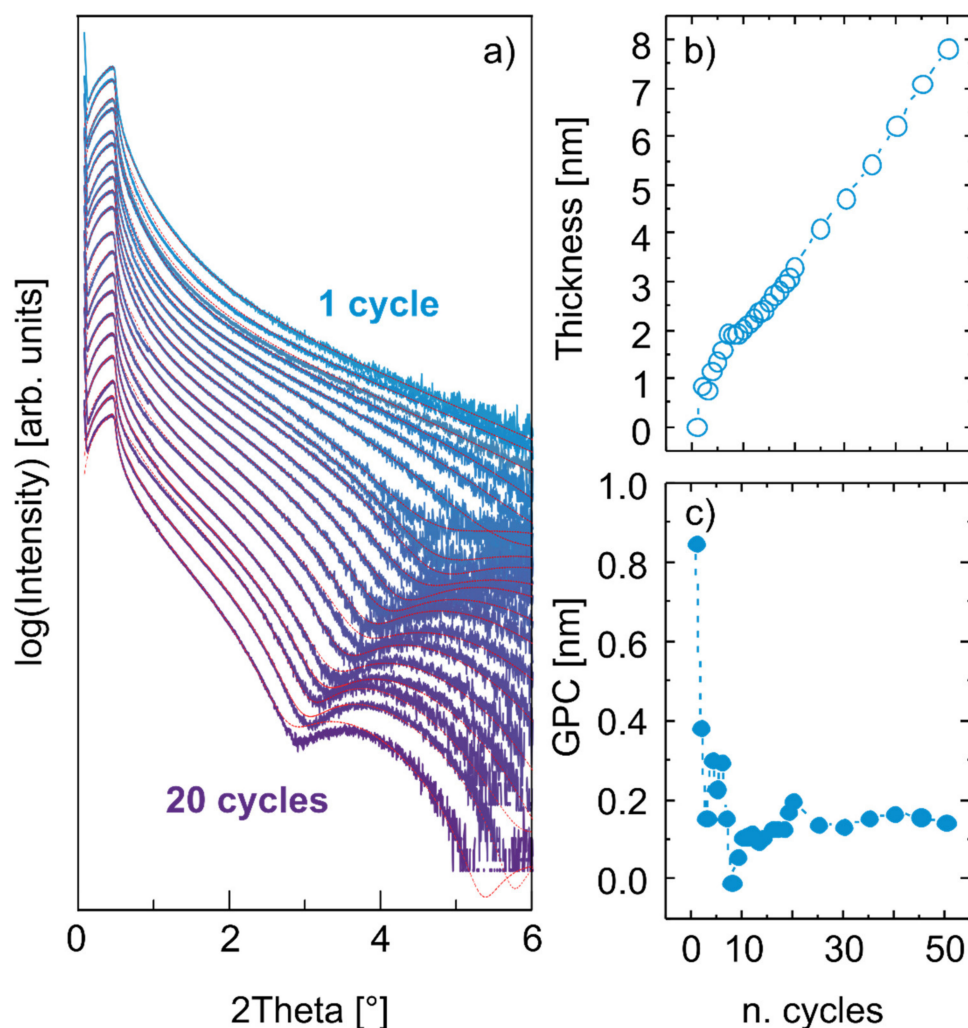 a)
1 cycle
20 cycles
log(Intensity) [arb. units]
0 2 4 6
2Theta [°]
b)
Thickness [nm]
8
7
6
5
4
3
2
1
0
c)
GPC [nm]
1.0
0.8
0.6
0.4
0.2
0.0
0 10 30 40 50
n. cycles